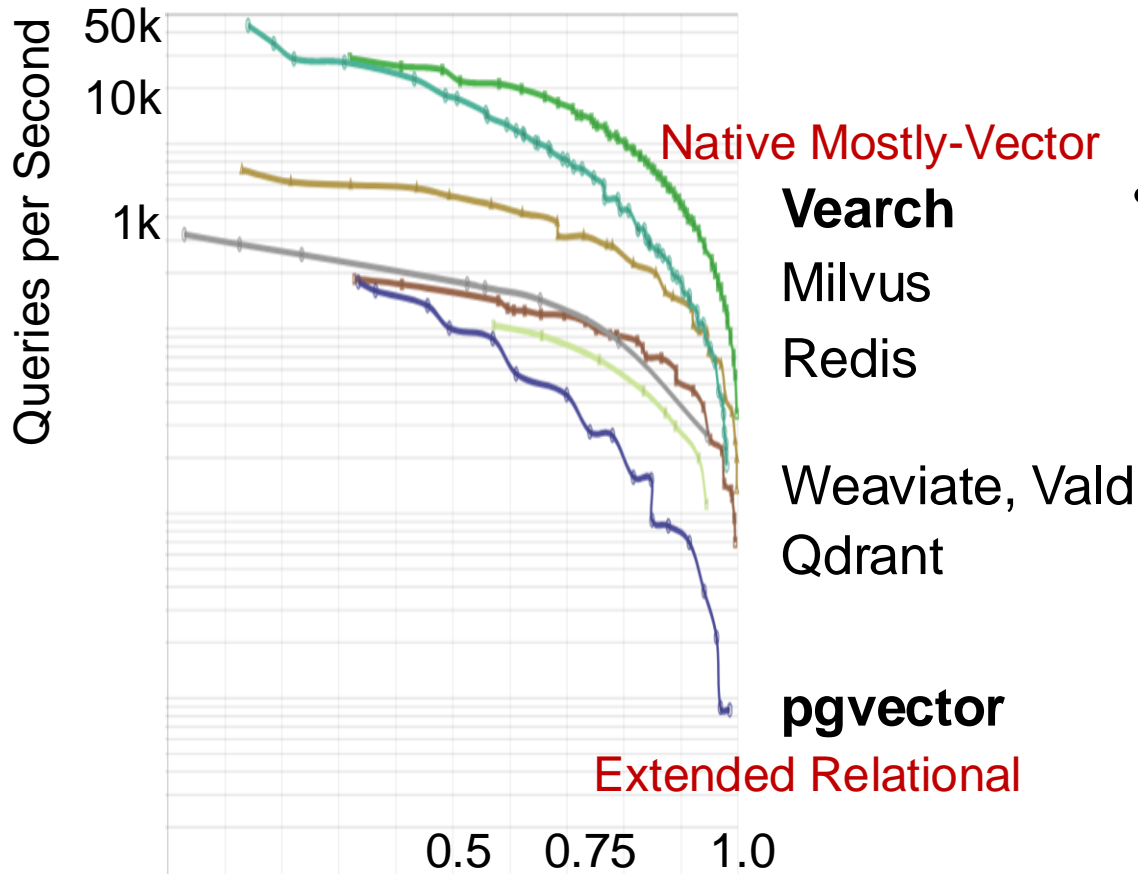 Queries per Second
50k
10k
1k
Native Mostly-Vector
Vearch
•
Milvus
Redis
Weaviate, Vald
Qdrant
pgvector
Extended Relational
0.5 0.75 1.0